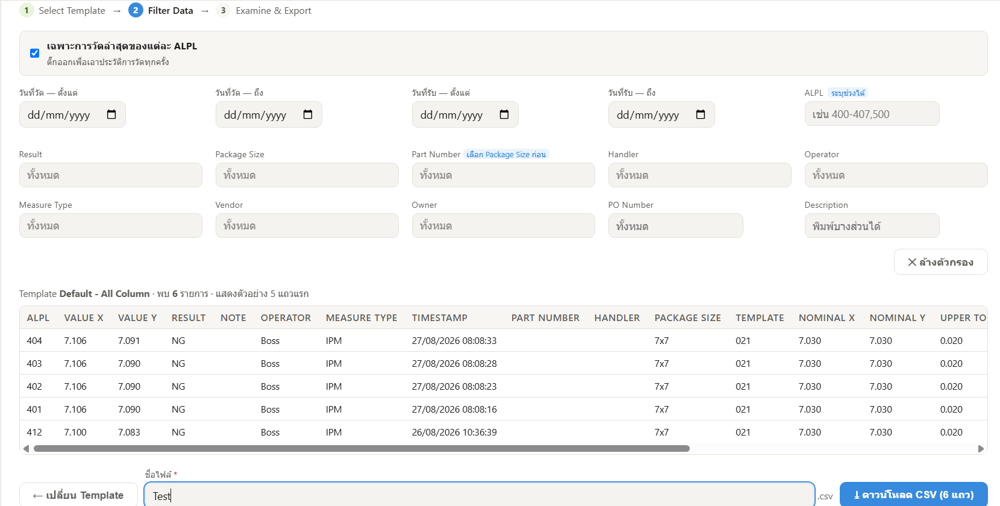 1 Select Template → 2 Filter Data → 3 Examine & Export
เฉพาะการวัดล่าสุดของแต่ละ ALPL
ติ๊กออกเพื่อเอาประวัติการวัดทุกครั้ง
วันที่วัด — ตั้งแต่ วันที่วัด — ถึง วันที่รับ — ตั้งแต่ วันที่รับ — ถึง ALPL ระบุช่วงได้
dd/mm/yyyy dd/mm/yyyy dd/mm/yyyy dd/mm/yyyy เช่น 400-407,500
Result Package Size Part Number เลือก Package Size ก่อน Handler Operator
ทั้งหมด ทั้งหมด ทั้งหมด ทั้งหมด ทั้งหมด
Measure Type Vendor Owner PO Number Description
ทั้งหมด ทั้งหมด ทั้งหมด ทั้งหมด พิมพ์บางส่วนได้
✕ ล้างตัวกรอง
Template Default - All Column · พบ 6 รายการ · แสดงตัวอย่าง 5 แถวแรก
ALPL VALUE X VALUE Y RESULT NOTE OPERATOR MEASURE TYPE TIMESTAMP PART NUMBER HANDLER PACKAGE SIZE TEMPLATE NOMINAL X NOMINAL Y UPPER TO
404 7.106 7.091 NG Boss IPM 27/08/2026 08:08:33 7x7 021 7.030 7.030 0.020
403 7.106 7.090 NG Boss IPM 27/08/2026 08:08:28 7x7 021 7.030 7.030 0.020
402 7.106 7.090 NG Boss IPM 27/08/2026 08:08:23 7x7 021 7.030 7.030 0.020
401 7.106 7.090 NG Boss IPM 27/08/2026 08:08:16 7x7 021 7.030 7.030 0.020
412 7.100 7.083 NG Boss IPM 26/08/2026 10:36:39 7x7 021 7.030 7.030 0.020
ชื่อไฟล์ *
← เปลี่ยน Template Test .csv ⤓ ดาวน์โหลด CSV (6 แถว)